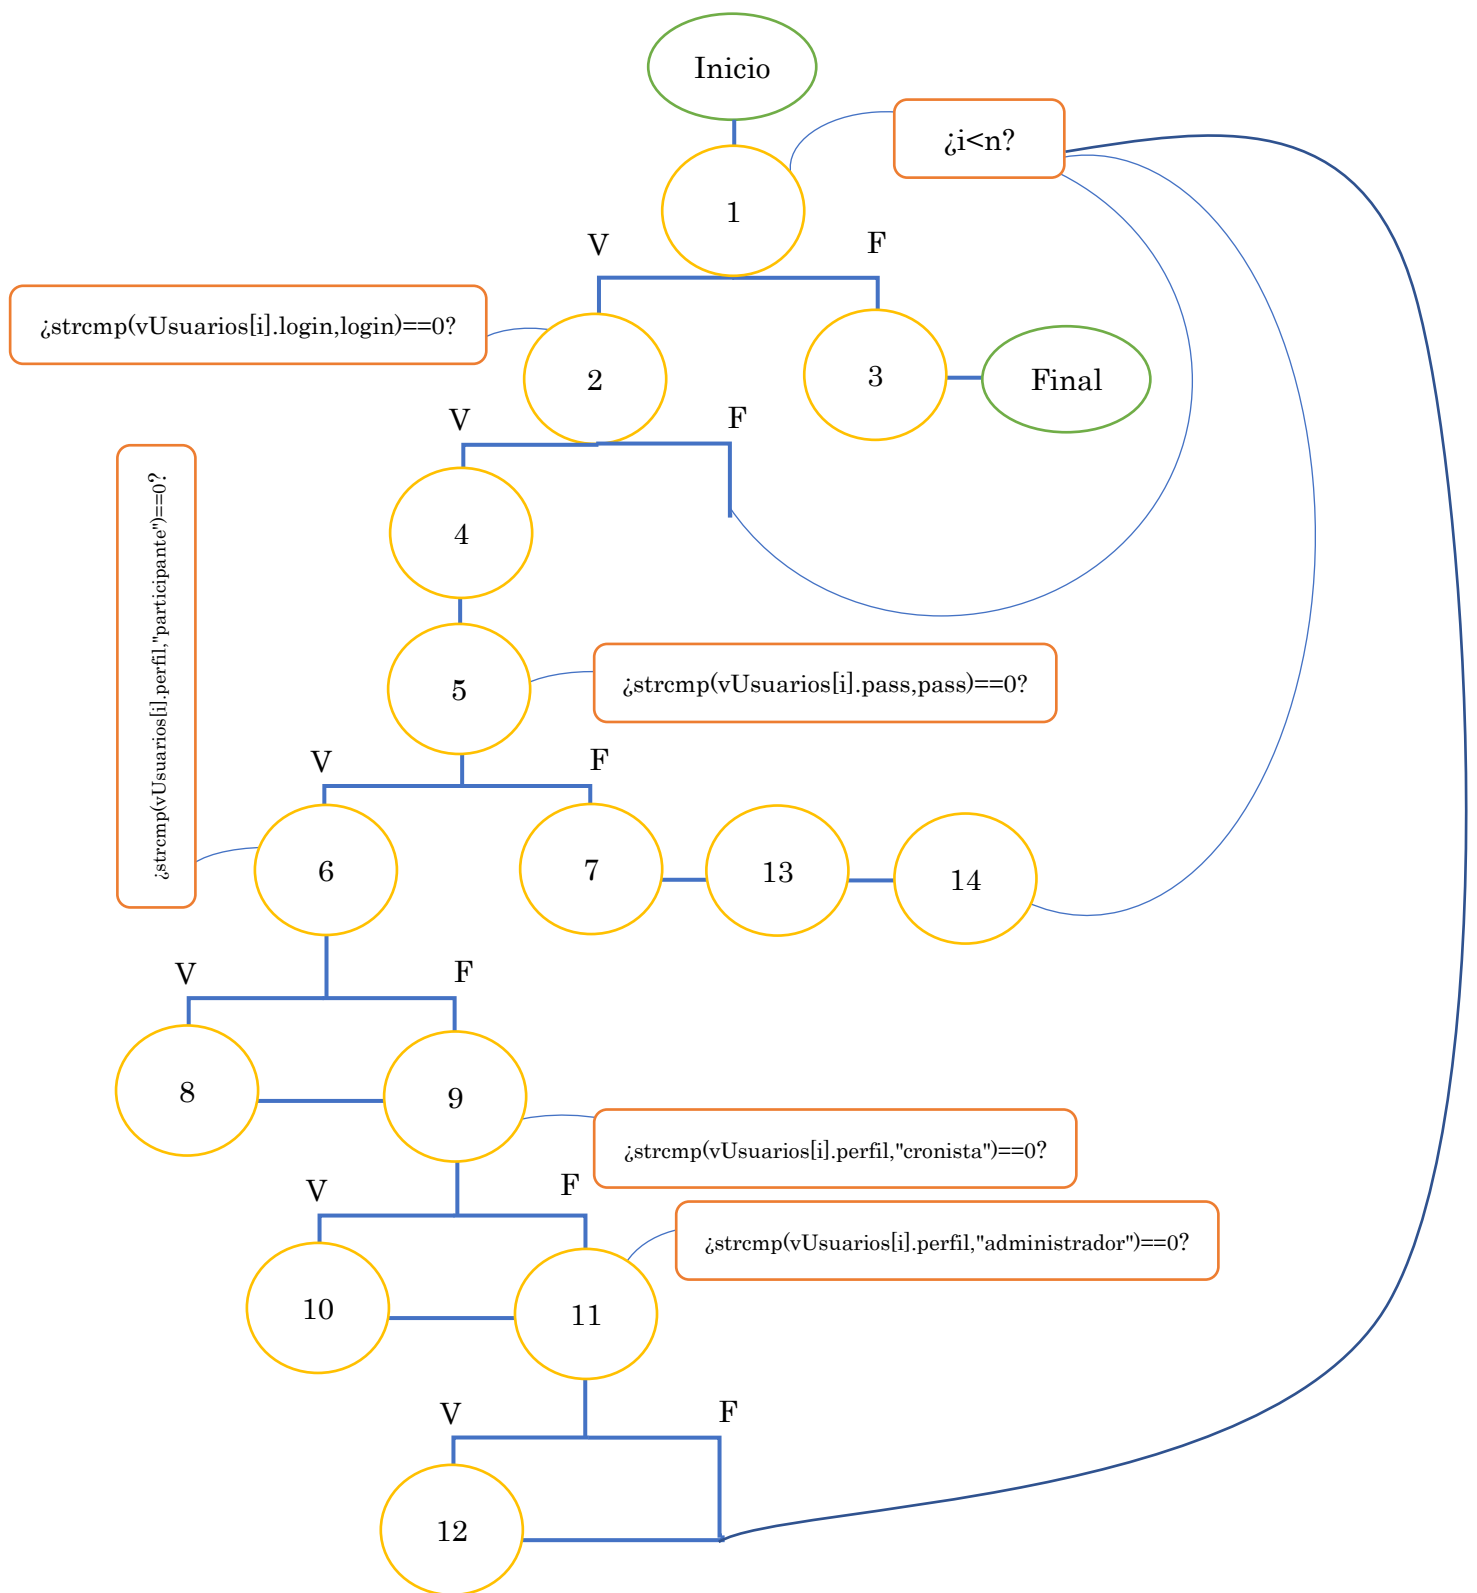 Inicio
¿i<n?
1
V
F
¿strcmp(vUsuarios[i].login,login)==0?
2
3
Final
V
F
¿strcmp(vUsuarios[i].perfil,"participante")==0?
4
5
¿strcmp(vUsuarios[i].pass,pass)==0?
V
F
6
7
13
14
V
F
8
9
¿strcmp(vUsuarios[i].perfil,"cronista")==0?
V
F
¿strcmp(vUsuarios[i].perfil,"administrador")==0?
10
11
V
F
12